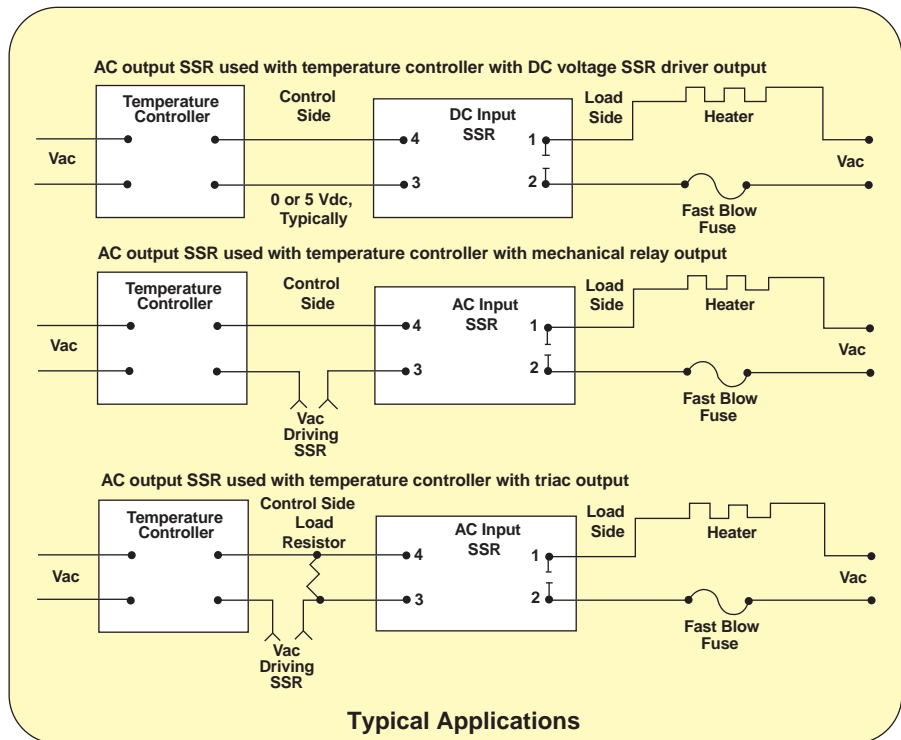 AC output SSR used with temperature controller with DC voltage SSR driver output
Temperature
Controller
Control
Side
DC Input
SSR
Load
Side
Heater
Vac
4
3
1
2
Vac
0 or 5 Vdc,
Typically
Fast Blow
Fuse
AC output SSR used with temperature controller with mechanical relay output
Temperature
Controller
Control
Side
AC Input
SSR
Load
Side
Heater
Vac
4
3
1
2
Vac
Vac
Driving
SSR
Fast Blow
Fuse
AC output SSR used with temperature controller with triac output
Temperature
Controller
Control Side
Load
Resistor
AC Input
SSR
Load
Side
Heater
Vac
4
3
1
2
Vac
Vac
Driving
SSR
Fast Blow
Fuse
Typical Applications